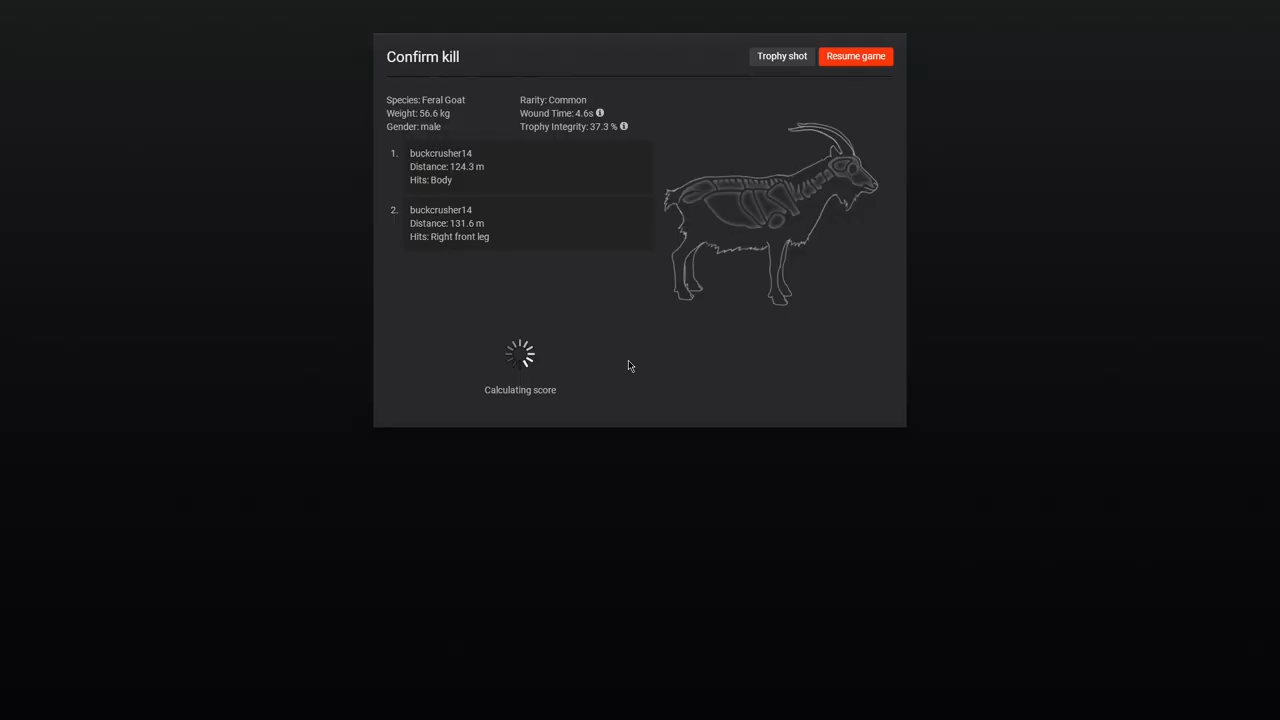 Confirm kill
Trophy shot
Resume game
Species: Feral Goat
Weight: 56.6 kg
Gender: male
Rarity: Common
Wound Time: 4.6s
Trophy Integrity: 37.3 %
1. buckcrusher14
Distance: 124.3 m
Hits: Body
2. buckcrusher14
Distance: 131.6 m
Hits: Right front leg
Calculating score